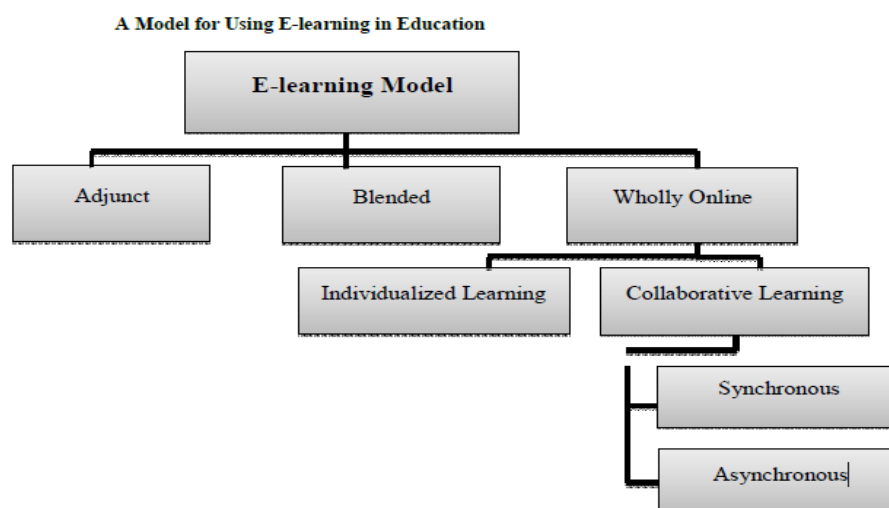 A Model for Using E-learning in Education
E-learning Model
Adjunct
Blended
Wholly Online
Individualized Learning
Collaborative Learning
Synchronous
Asynchronous